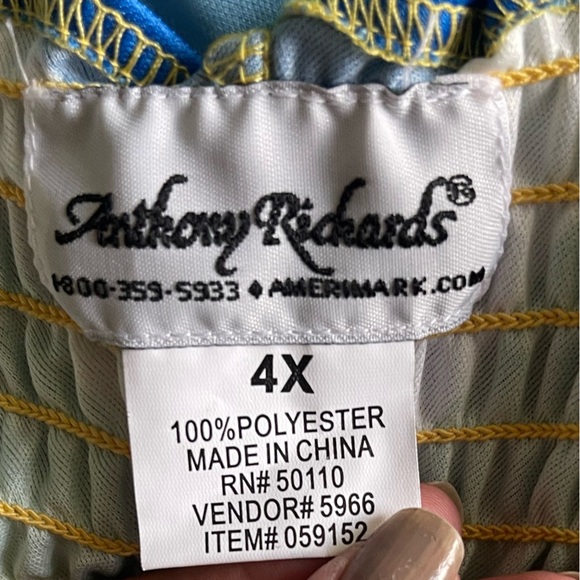 Anthony Richards®
1-800-359-5933 ♦ AMERIMARK.COM
4X
100%POLYESTER
MADE IN CHINA
RN# 50110
VENDOR# 5966
ITEM# 059152